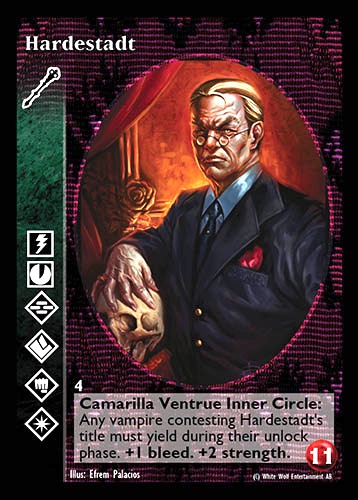 Hardestadt
4
Camarilla Ventrue Inner Circle:
Any vampire contesting Hardestadt's
title must yield during their unlock
phase. +1 bleed. +2 strength.
11
Illus: Efrem Palacios
(C) White Wolf Entertainment AB